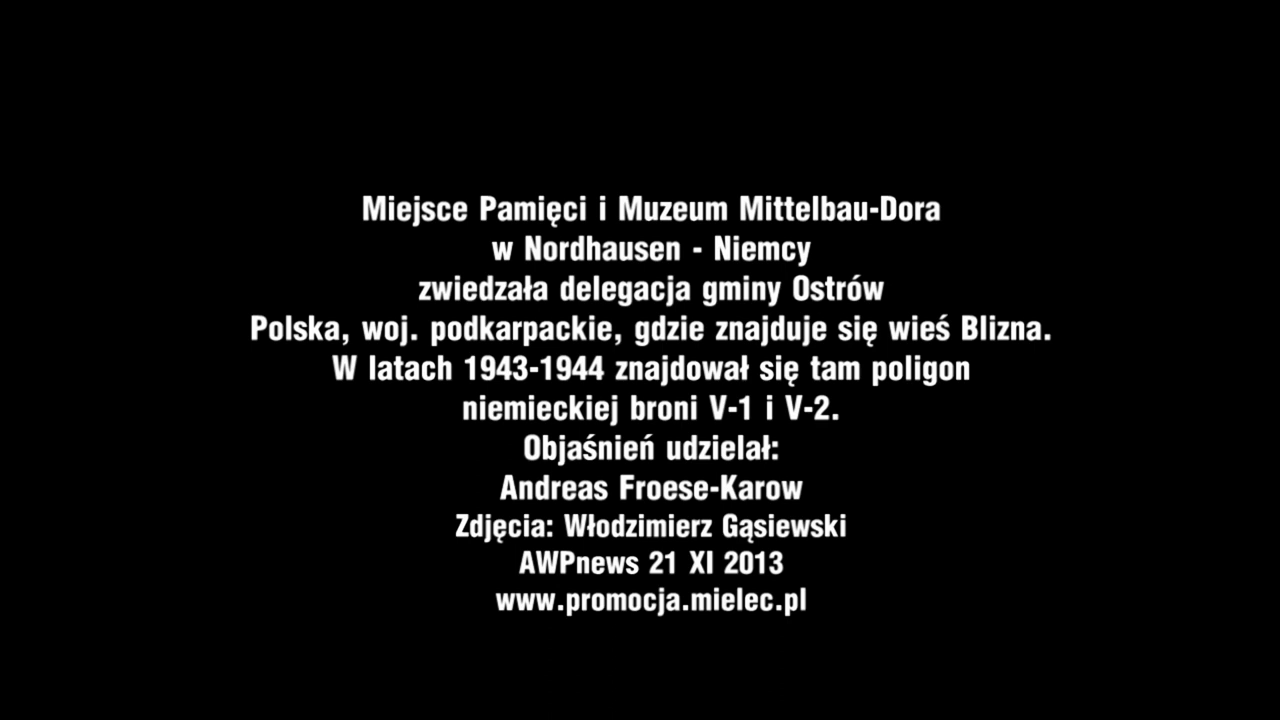 Miejsce Pamięci i Muzeum Mittelbau-Dora
w Nordhausen - Niemcy
zwiedzała delegacja gminy Ostrów
Polska, woj. podkarpackie, gdzie znajduje się wieś Blizna.
W latach 1943-1944 znajdował się tam poligon
niemieckiej broni V-1 i V-2.
Objaśnień udzielał:
Andreas Froese-Karow
Zdjęcia: Włodzimierz Gąsiewski
AWPnews 21 XI 2013
www.promocja.mielec.pl